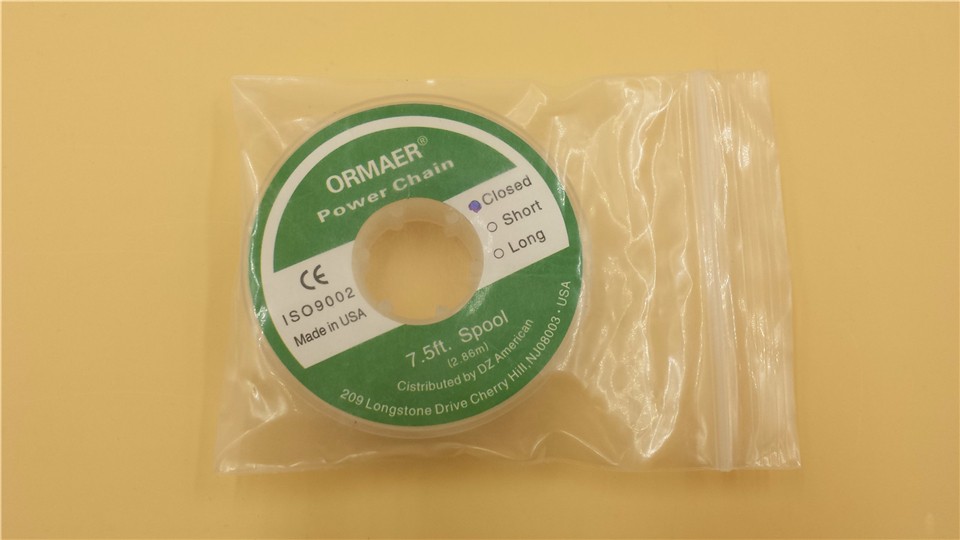 ORMAER®
Power Chain
Closed
Short
Long
CE
ISO9002
Made in USA
7.5ft. Spool
(2.86m)
Cistributed by DZ American
209 Longstone Drive Cherry Hill.NJ08003·USA